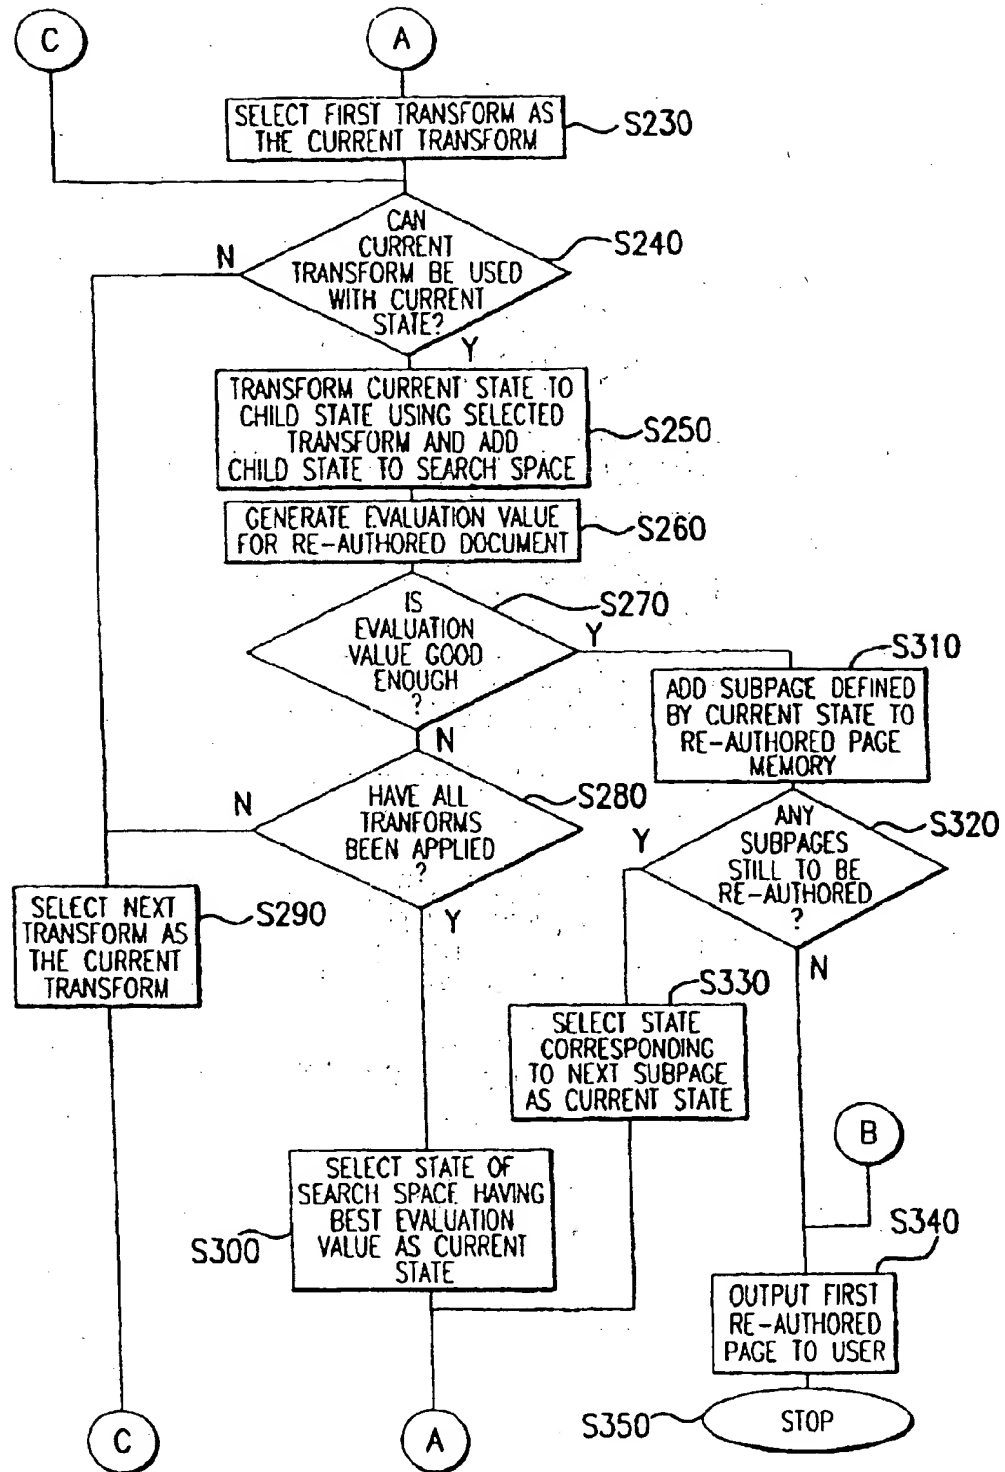 C
A
SELECT FIRST TRANSFORM AS
THE CURRENT TRANSFORM
S230
CAN
CURRENT
TRANSFORM BE USED
WITH CURRENT
STATE?
S240
N
Y
TRANSFORM CURRENT STATE TO
CHILD STATE USING SELECTED
TRANSFORM AND ADD
CHILD STATE TO SEARCH SPACE
S250
GENERATE EVALUATION VALUE
FOR RE-AUTHORED DOCUMENT
S260
IS
EVALUATION
VALUE GOOD
ENOUGH
?
S270
Y
N
S310
ADD SUBPAGE DEFINED
BY CURRENT STATE TO
RE-AUTHORED PAGE
MEMORY
HAVE ALL
TRANFORMS
BEEN APPLIED
?
S280
N
Y
ANY
SUBPAGES
STILL TO BE
RE-AUTHORED
?
S320
Y
N
SELECT NEXT
TRANSFORM AS
THE CURRENT
TRANSFORM
S290
S330
SELECT STATE
CORRESPONDING
TO NEXT SUBPAGE
AS CURRENT STATE
B
SELECT STATE OF
SEARCH SPACE HAVING
BEST EVALUATION
VALUE AS CURRENT
STATE
S300
S340
OUTPUT FIRST
RE-AUTHORED
PAGE TO USER
C
A
S350
STOP